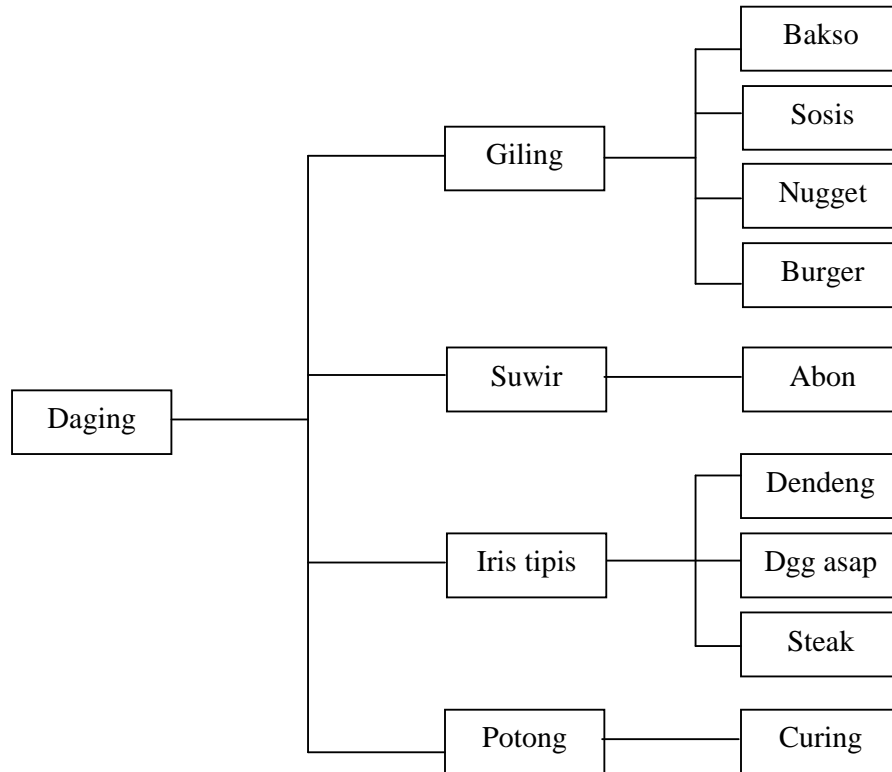 Bakso
Sosis
Giling
Nugget
Burger
Suwir
Abon
Daging
Dendeng
Iris tipis
Dgg asap
Steak
Potong
Curing